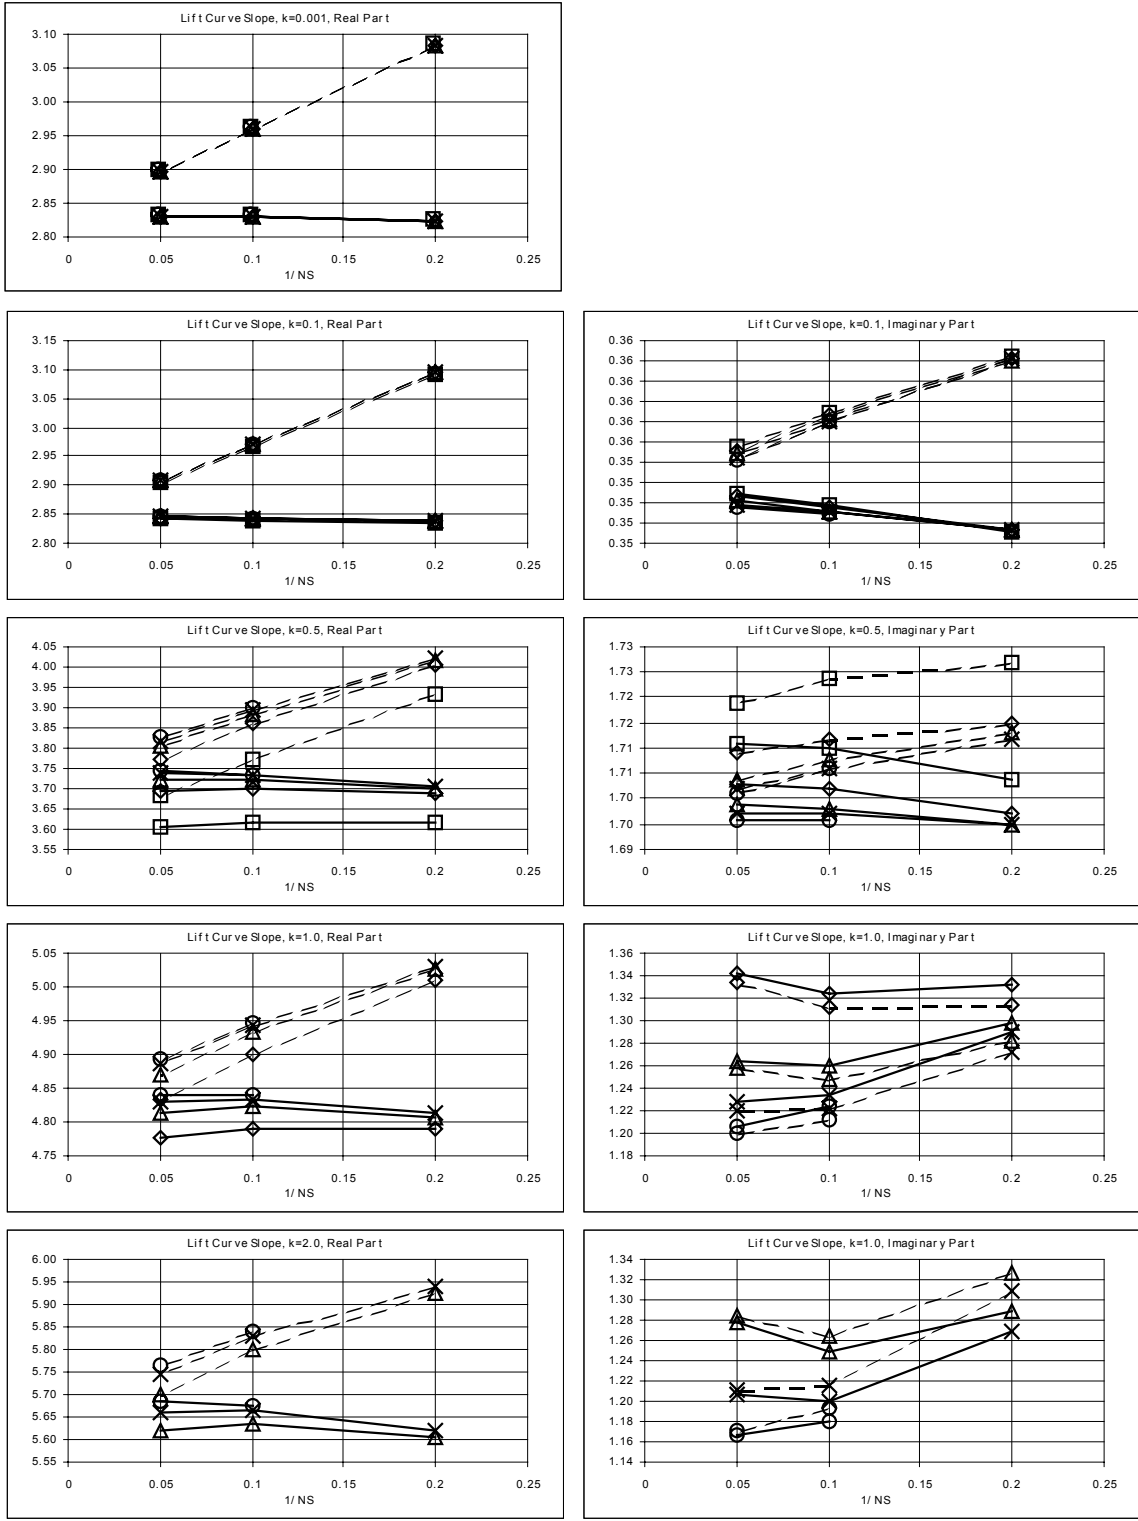 Lift Curve Slope, k=0.001, Real Part
3.10
3.05
3.00
2.95
2.90
2.85
2.80
0 0.05 0.1 0.15 0.2 0.25
1/ NS
Lift Curve Slope, k=0.1, Real Part
3.15
3.10
3.00
2.95
2.90
2.85
2.80
0 0.05 0.1 0.15 0.2 0.25
1/ NS
Lift Curve Slope, k=0.1, Imaginary Part
0.36
0.36
0.36
0.36
0.36
0.36
0.35
0.35
0.35
0.35
0 0.05 0.1 0.15 0.2 0.25
1/ NS
Lift Curve Slope, k=0.5, Real Part
4.05
4.00
3.95
3.90
3.85
3.80
3.75
3.70
3.65
3.60
3.55
0 0.05 0.1 0.15 0.2 0.25
1/ NS
Lift Curve Slope, k=0.5, Imaginary Part
1.73
1.73
1.72
1.72
1.71
1.71
1.70
1.70
1.69
0 0.05 0.1 0.15 0.2 0.25
1/ NS
Lift Curve Slope, k=1.0, Real Part
5.05
5.00
4.95
4.90
4.85
4.80
4.75
0 0.05 0.1 0.15 0.2 0.25
1/ NS
Lift Curve Slope, k=1.0, Imaginary Part
1.36
1.34
1.32
1.30
1.26
1.24
1.22
1.20
1.18
0 0.05 0.1 0.15 0.2 0.25
1/ NS
Lift Curve Slope, k=2.0, Real Part
6.00
5.95
5.90
5.85
5.80
5.70
5.65
5.60
5.55
0 0.05 0.1 0.15 0.2 0.25
1/ NS
Lift Curve Slope, k=1.0, Imaginary Part
1.34
1.30
1.28
1.26
1.24
1.22
1.20
1.18
1.16
1.14
0 0.05 0.1 0.15 0.2 0.25
1/ NS